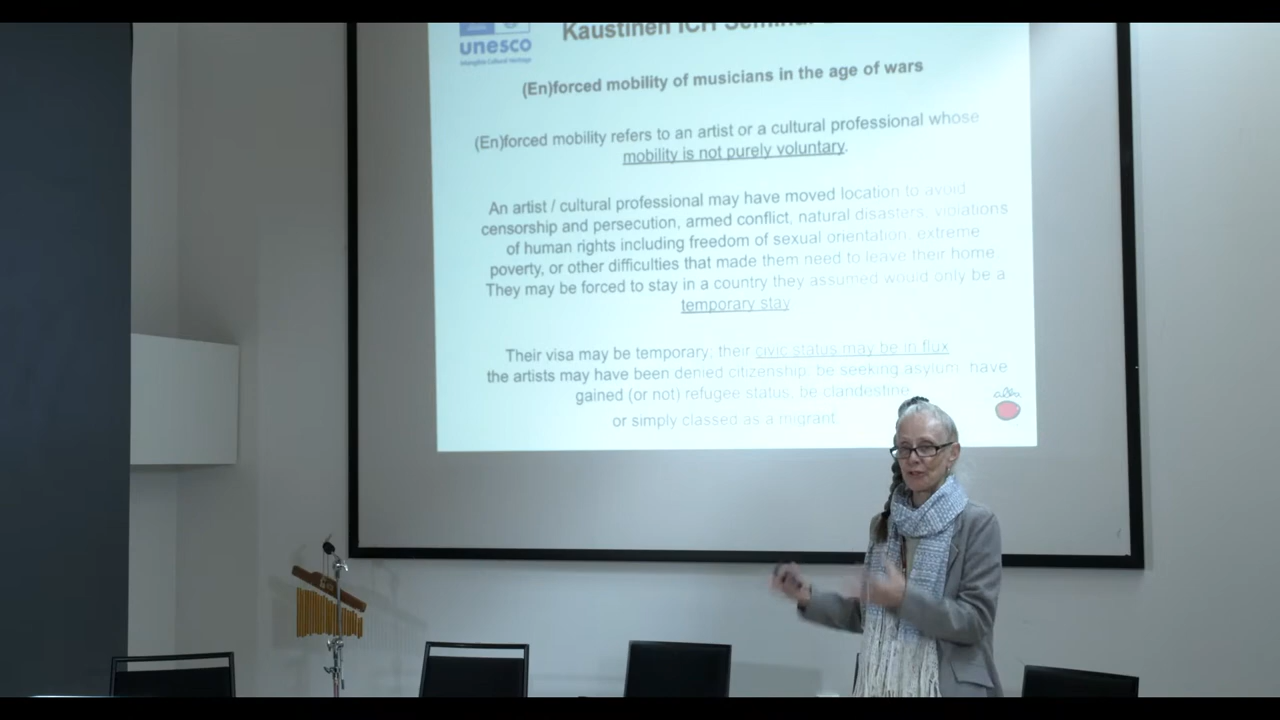 unesco
Intangible Cultural Heritage
Kaustinen ICH Seminar
(En)forced mobility of musicians in the age of wars
(En)forced mobility refers to an artist or a cultural professional whose
mobility is not purely voluntary.
An artist / cultural professional may have moved location to avoid
censorship and persecution, armed conflict, natural disasters, violations
of human rights including freedom of sexual orientation, extreme
poverty, or other difficulties that made them need to leave their home.
They may be forced to stay in a country they assumed would only be a
temporary stay
Their visa may be temporary; their civic status may be in flux
the artists may have been denied citizenship, be seeking asylum, have
gained (or not) refugee status, be clandestine
or simply classed as a migrant.
alba